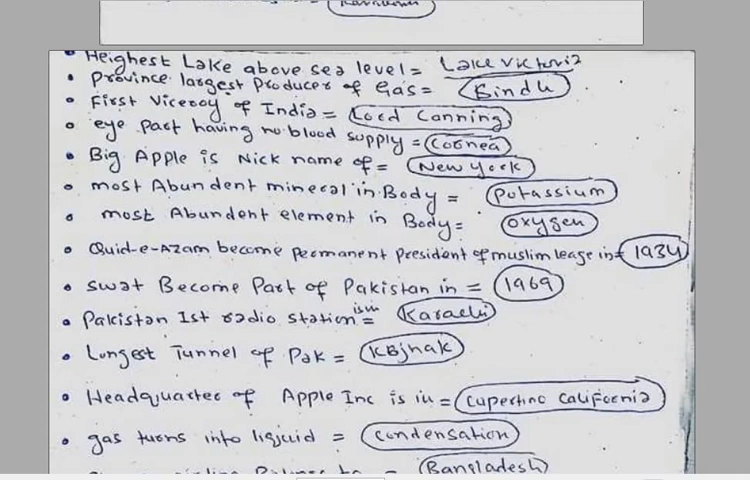 • Heighest Lake above sea level = Lake Victoria
• Province largest Producer of Gas = Sindh
• First Viceroy of India = Lord Canning
• eye Part having no blood supply = Cornea
• Big Apple is Nick name of = New york
• most Abundent mineral in Body = Potassium
• most Abundent element in Body = oxygen
• Quid-e-Azam become Permanent President of muslim leage in = 1934
• swat Become Part of Pakistan in = 1969
• Pakistan 1st radio station is in = Karachi
• Longest Tunnel of Pak =
• Headquarter of Apple Inc is in = Cupertino California
• gas turns into liquid = Condensation
= Bangladesh